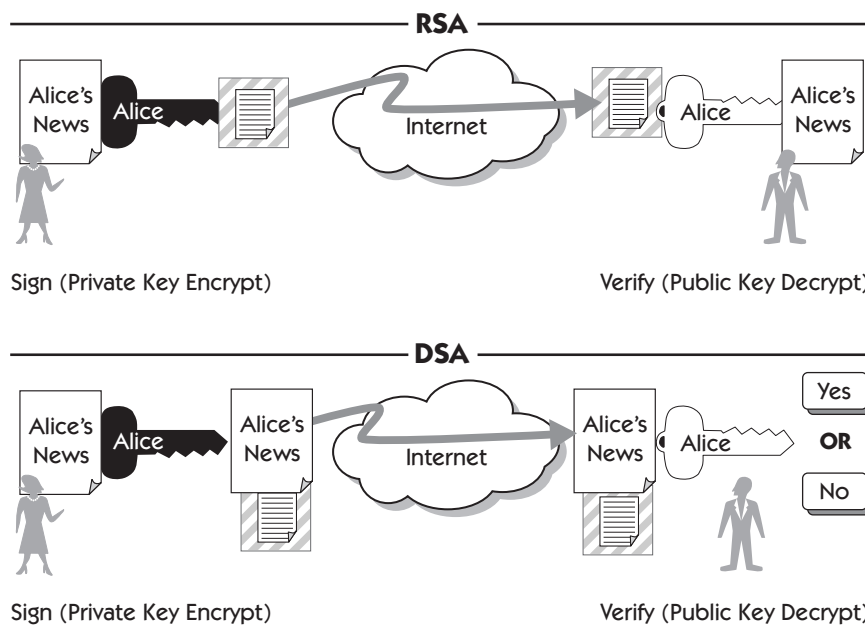 RSA
Alice's
News
Alice
Internet
Alice
Alice's
News
Sign (Private Key Encrypt)
Verify (Public Key Decrypt)
DSA
Alice's
News
Alice
Alice's
News
Internet
Alice's
News
Alice
Yes
OR
No
Sign (Private Key Encrypt)
Verify (Public Key Decrypt)